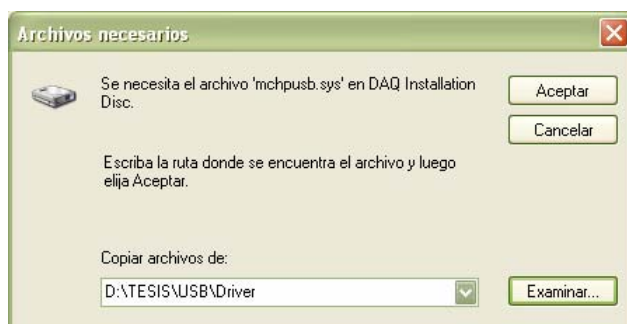 Archivos necesarios
Se necesita el archivo 'mchpusb.sys' en DAQ Installation
Disc.
Aceptar
Cancelar
Escriba la ruta donde se encuentra el archivo y luego
elija Aceptar.
Copiar archivos de:
D:\TESIS\USB\Driver
Examinar...